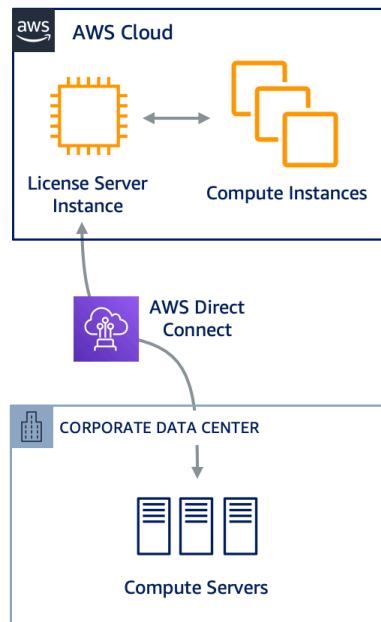 aws
AWS Cloud
License Server
Instance
Compute Instances
AWS Direct
Connect
CORPORATE DATA CENTER
Compute Servers